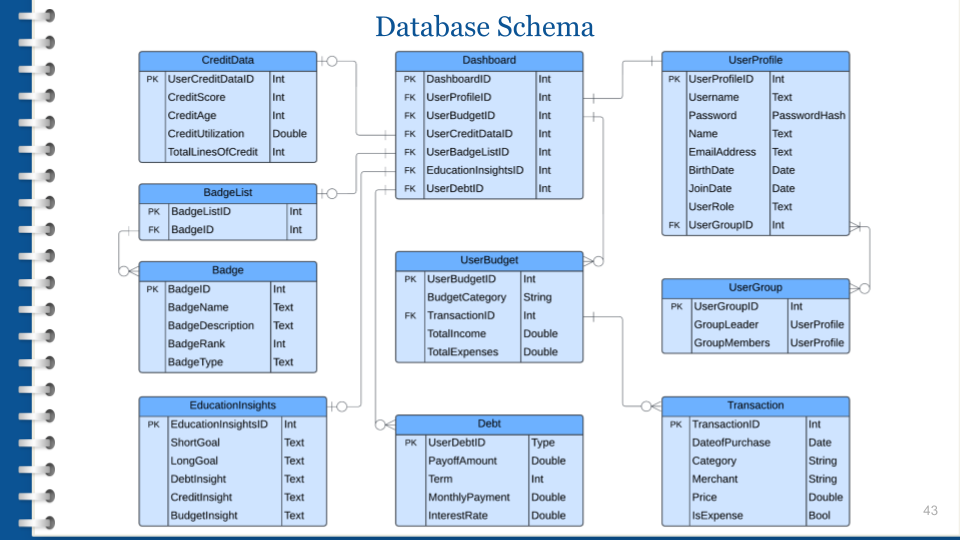 Database Schema
CreditData
PK UserCreditDataID Int
CreditScore Int
CreditAge Int
CreditUtilization Double
TotalLinesOfCredit Int
Dashboard
PK DashboardID Int
FK UserProfileID Int
FK UserBudgetID Int
FK UserCreditDataID Int
FK UserBadgeListID Int
FK EducationInsightsID Int
FK UserDebtID Int
UserProfile
PK UserProfileID Int
Username Text
Password PasswordHash
Name Text
EmailAddress Text
BirthDate Date
JoinDate Date
UserRole Text
FK UserGroupID Int
BadgeList
PK BadgeListID Int
FK BadgeID Int
Badge
PK BadgeID Int
BadgeName Text
BadgeDescription Text
BadgeRank Int
BadgeType Text
UserBudget
PK UserBudgetID Int
BudgetCategory String
FK TransactionID Int
TotalIncome Double
TotalExpenses Double
UserGroup
PK UserGroupID Int
GroupLeader UserProfile
GroupMembers UserProfile
EducationInsights
PK EducationInsightsID Int
ShortGoal Text
LongGoal Text
DebtInsight Text
CreditInsight Text
BudgetInsight Text
Debt
PK UserDebtID Type
PayoffAmount Double
Term Int
MonthlyPayment Double
InterestRate Double
Transaction
PK TransactionID Int
DateofPurchase Date
Category String
Merchant String
Price Double
IsExpense Bool
43